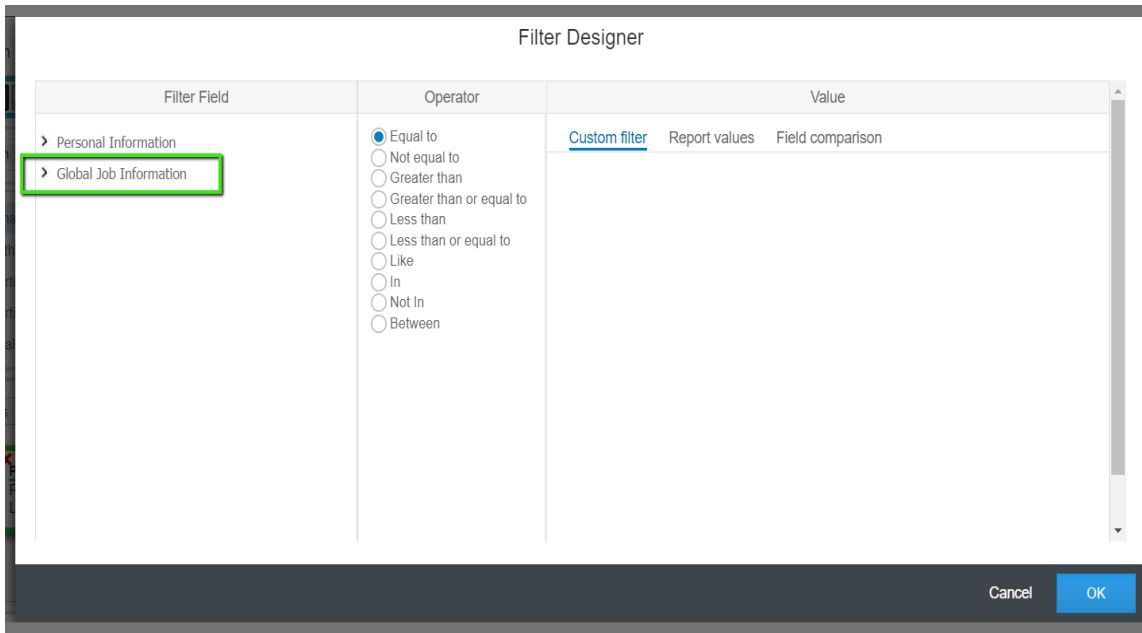 Filter Designer
Filter Field Operator Value
Personal Information
Global Job Information
Equal to
Not equal to
Greater than
Greater than or equal to
Less than
Less than or equal to
Like
In
Not In
Between
Custom filter Report values Field comparison
Cancel OK